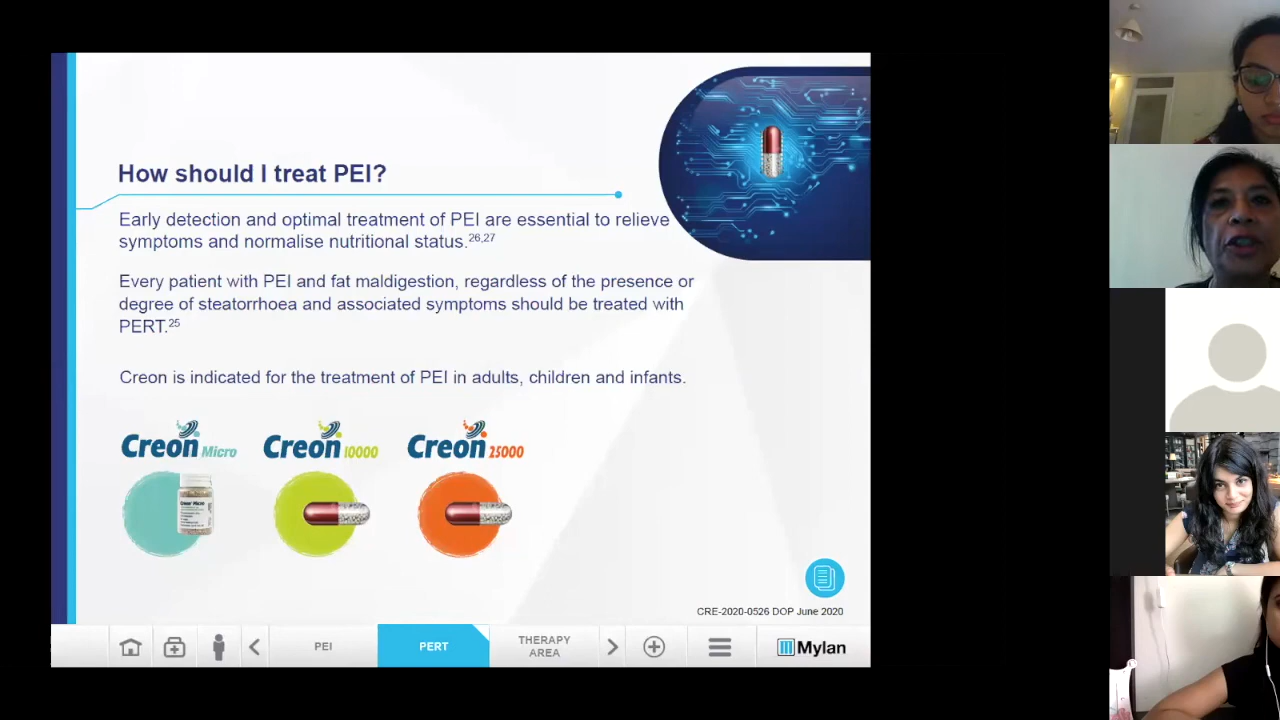 How should I treat PEI?
Early detection and optimal treatment of PEI are essential to relieve
symptoms and normalise nutritional status.26,27
Every patient with PEI and fat maldigestion, regardless of the presence or
degree of steatorrhoea and associated symptoms should be treated with
PERT.25
Creon is indicated for the treatment of PEI in adults, children and infants.
Creon Micro
Creon 10000
Creon 25000
Creon Micro
CRE-2020-0526 DOP June 2020
PEI
PERT
THERAPY
AREA
Mylan